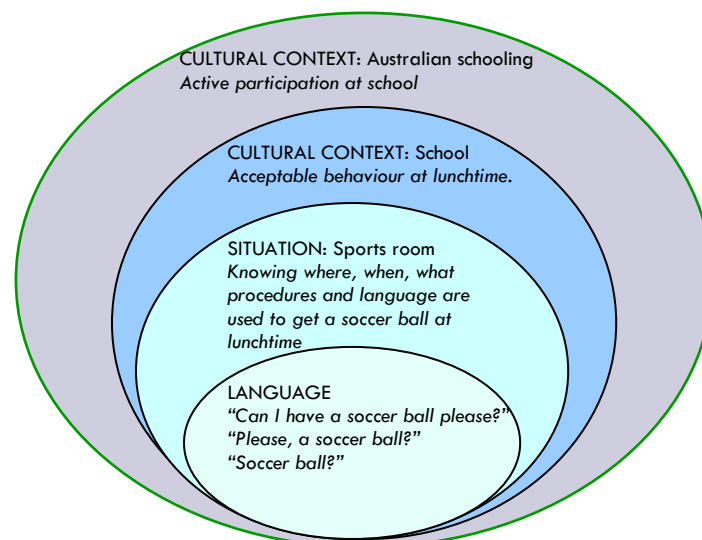 CULTURAL CONTEXT: Australian schooling
Active participation at school
CULTURAL CONTEXT: School
Acceptable behaviour at lunchtime.
SITUATION: Sports room
Knowing where, when, what
procedures and language are
used to get a soccer ball at
lunchtime
LANGUAGE
“Can I have a soccer ball please?”
“Please, a soccer ball?”
“Soccer ball?”